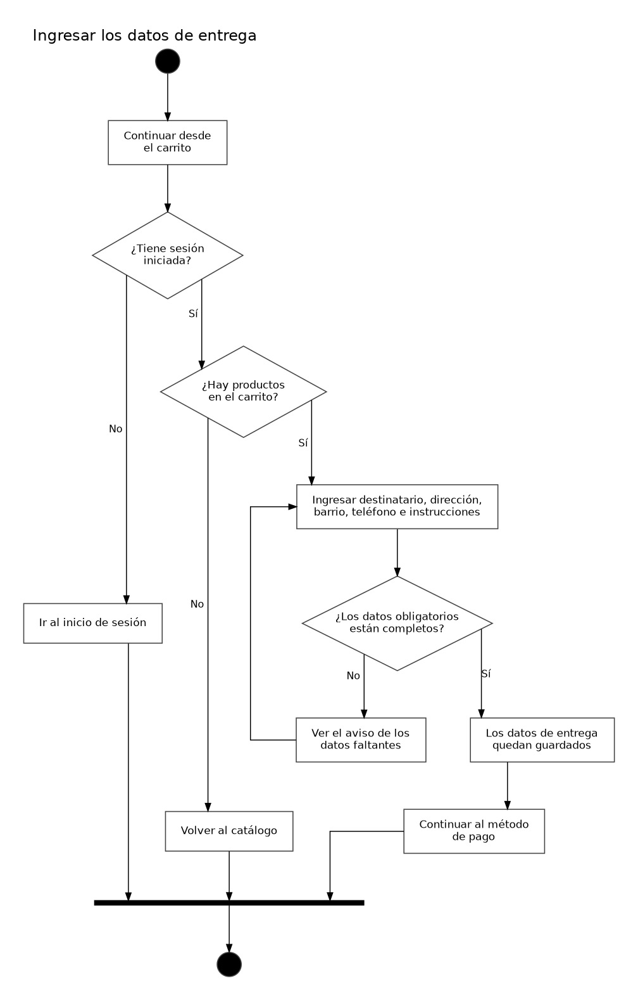 Ingresar los datos de entrega
Continuar desde
el carrito
¿Tiene sesión
iniciada?
Sí
¿Hay productos
en el carrito?
No
Sí
Ingresar destinatario, dirección,
barrio, teléfono e instrucciones
No
Ir al inicio de sesión
¿Los datos obligatorios
están completos?
No
Sí
Ver el aviso de los
datos faltantes
Los datos de entrega
quedan guardados
Volver al catálogo
Continuar al método
de pago